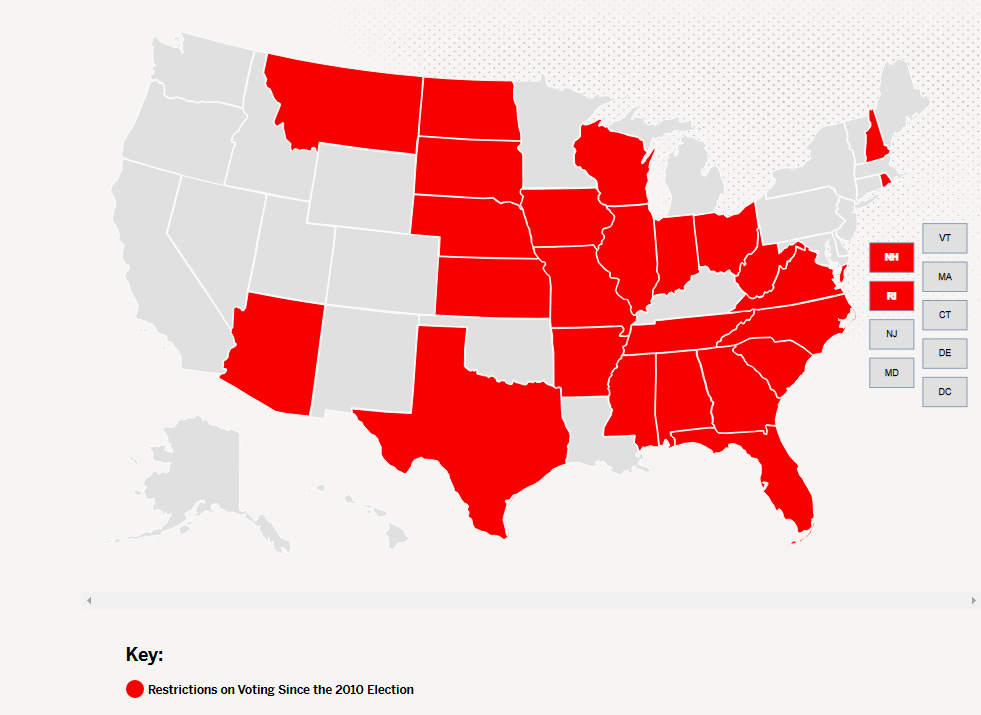 VT
NH
MA
RI
CT
NJ
DE
MD
DC
Key:
Restrictions on Voting Since the 2010 Election